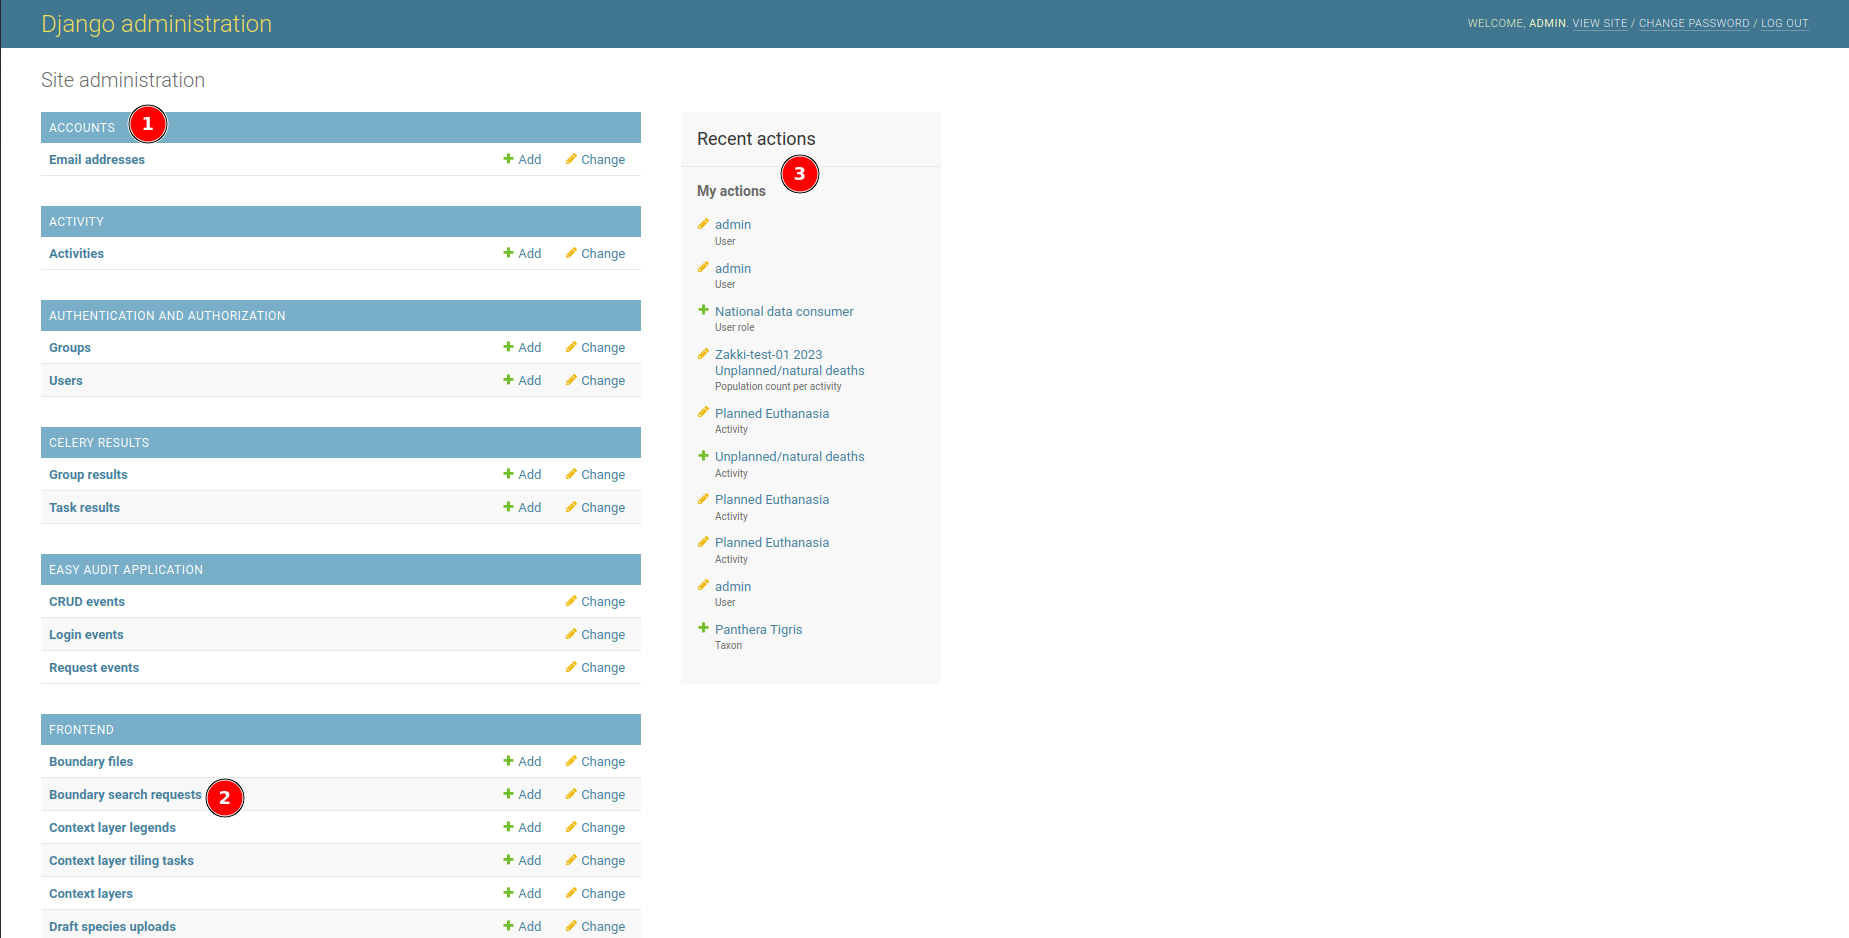 Django administration
WELCOME, ADMIN. VIEW SITE / CHANGE PASSWORD / LOG OUT
Site administration
ACCOUNTS 1
Email addresses Add Change
ACTIVITY
Activities Add Change
AUTHENTICATION AND AUTHORIZATION
Groups Add Change
Users Add Change
CELERY RESULTS
Group results Add Change
Task results Add Change
EASY AUDIT APPLICATION
CRUD events Change
Login events Change
Request events Change
FRONTEND
Boundary files Add Change
Boundary search requests 2 Add Change
Context layer legends Add Change
Context layer tiling tasks Add Change
Context layers Add Change
Draft species uploads Add Change
Recent actions
3
My actions
admin
User
admin
User
National data consumer
User role
Zakki-test-01 2023
Unplanned/natural deaths
Population count per activity
Planned Euthanasia
Activity
Unplanned/natural deaths
Activity
Planned Euthanasia
Activity
Planned Euthanasia
Activity
admin
User
Panthera Tigris
Taxon